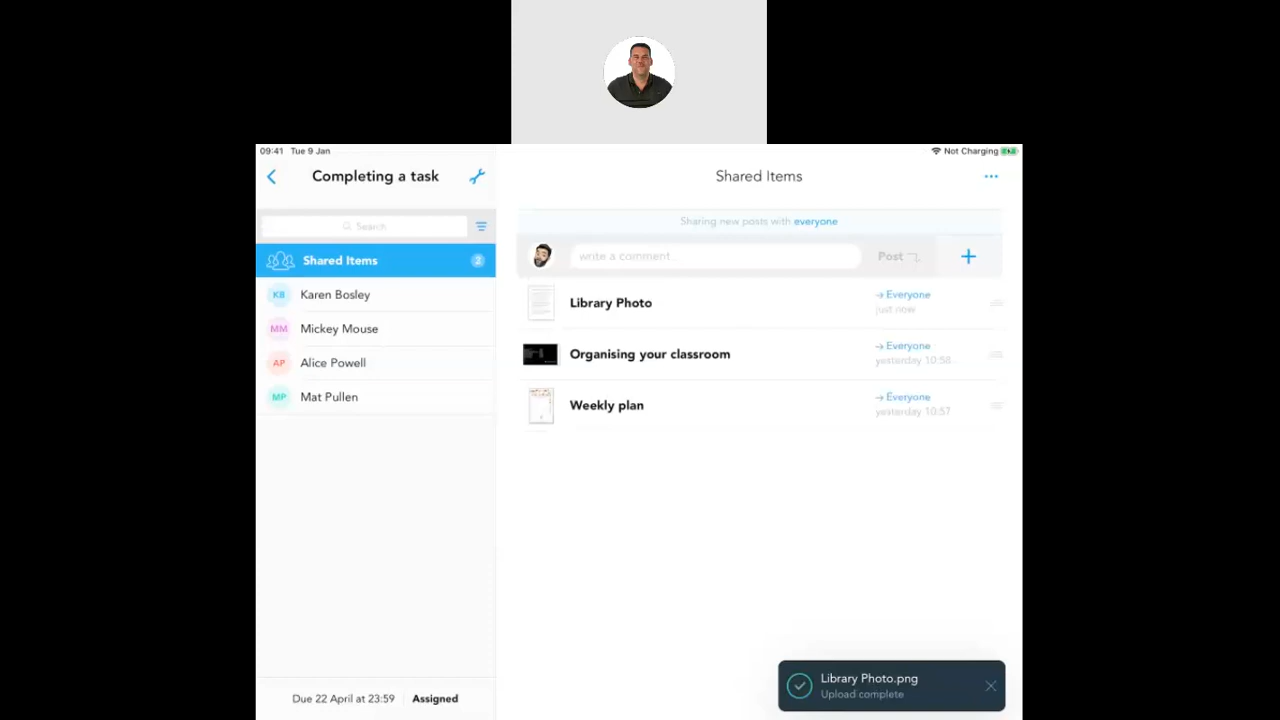 09:41 Tue 9 Jan
Not Charging
Completing a task
Search
Shared Items 2
KB Karen Bosley
MM Mickey Mouse
AP Alice Powell
MP Mat Pullen
Due 22 April at 23:59 Assigned
Shared Items
Sharing new posts with everyone
write a comment... Post
Library Photo
Everyone
just now
Organising your classroom
Everyone
yesterday 10:58
Weekly plan
Everyone
yesterday 10:57
Library Photo.png
Upload complete